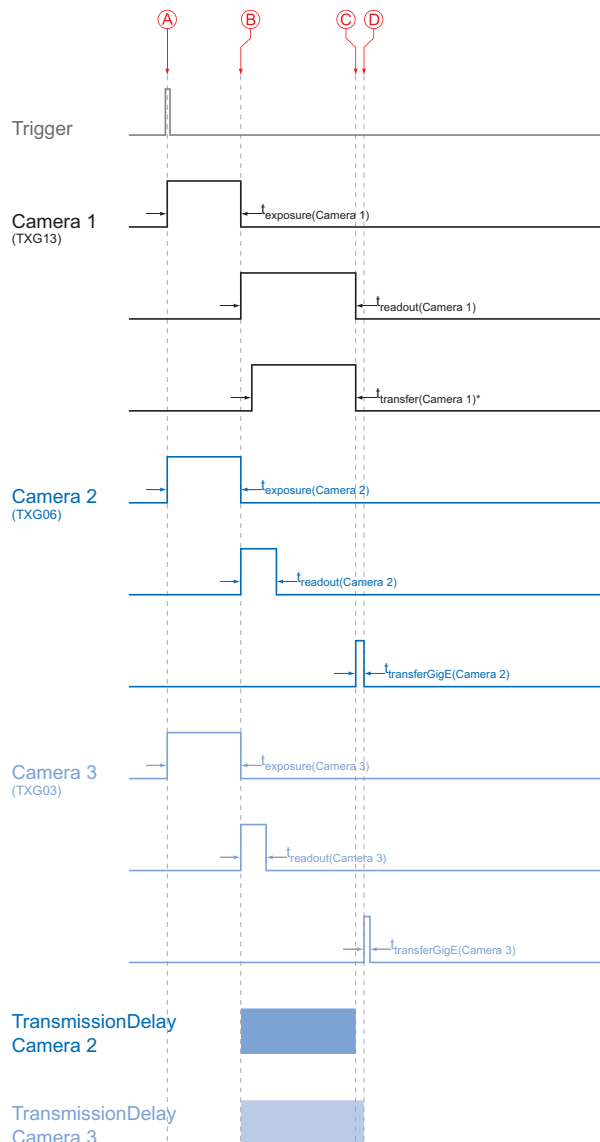 A B C D
Trigger
Camera 1
(TXG13)
texposure(Camera 1)
treadout(Camera 1)
ttransfer(Camera 1)*
Camera 2
(TXG06)
texposure(Camera 2)
treadout(Camera 2)
ttransferGigE(Camera 2)
Camera 3
(TXG03)
texposure(Camera 3)
treadout(Camera 3)
ttransferGigE(Camera 3)
TransmissionDelay
Camera 2
TransmissionDelay
Camera 3